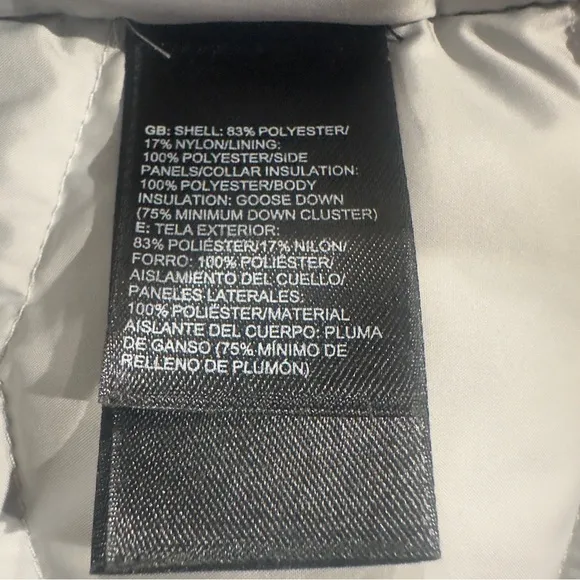 GB: SHELL: 83% POLYESTER/
17% NYLON/LINING:
100% POLYESTER/SIDE
PANELS/COLLAR INSULATION:
100% POLYESTER/BODY
INSULATION: GOOSE DOWN
(75% MINIMUM DOWN CLUSTER)
E: TELA EXTERIOR:
83% POLIÉSTER/17% NILON/
FORRO: 100% POLIÉSTER/
AISLAMIENTO DEL CUELLO/
PANELES LATERALES:
100% POLIÉSTER/MATERIAL
AISLANTE DEL CUERPO: PLUMA
DE GANSO (75% MÍNIMO DE
RELLENO DE PLUMÓN)